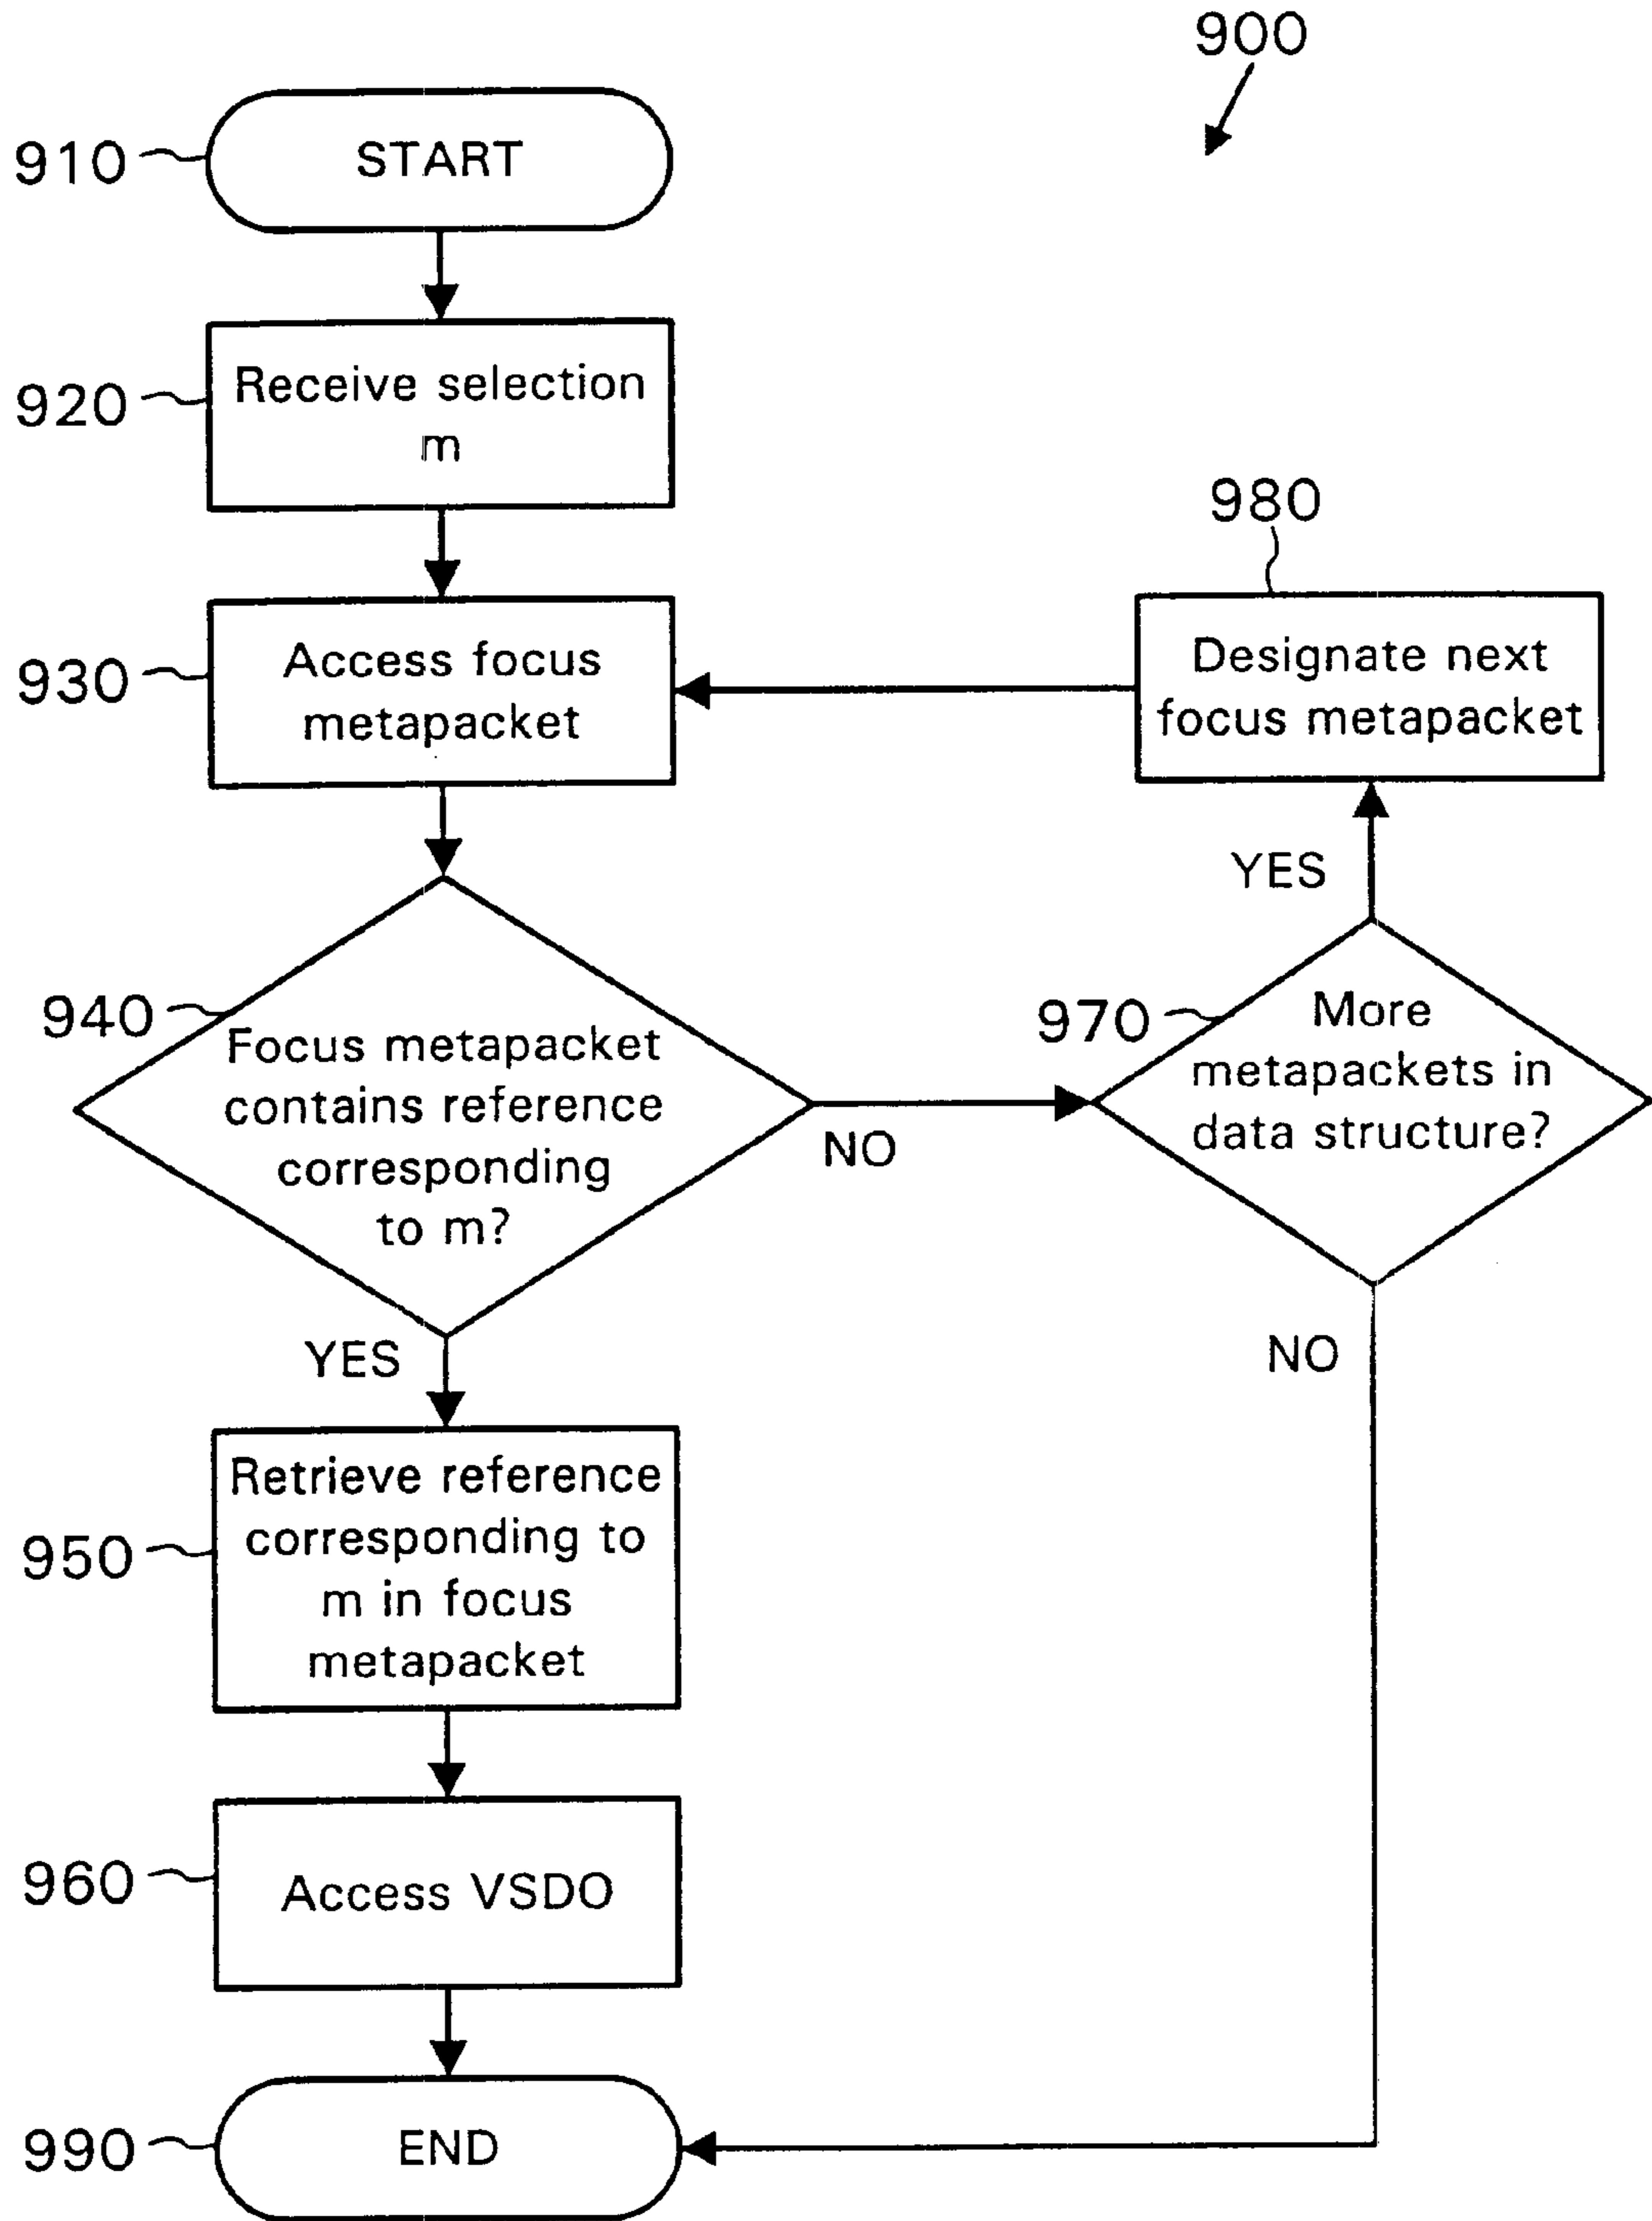 900
910
START
920
Receive selection
m
980
930
Access focus
metapacket
Designate next
focus metapacket
YES
940
Focus metapacket
contains reference
corresponding
to m?
NO
970
More
metapackets in
data structure?
YES
NO
950
Retrieve reference
corresponding to
m in focus
metapacket
960
Access VSDO
990
END